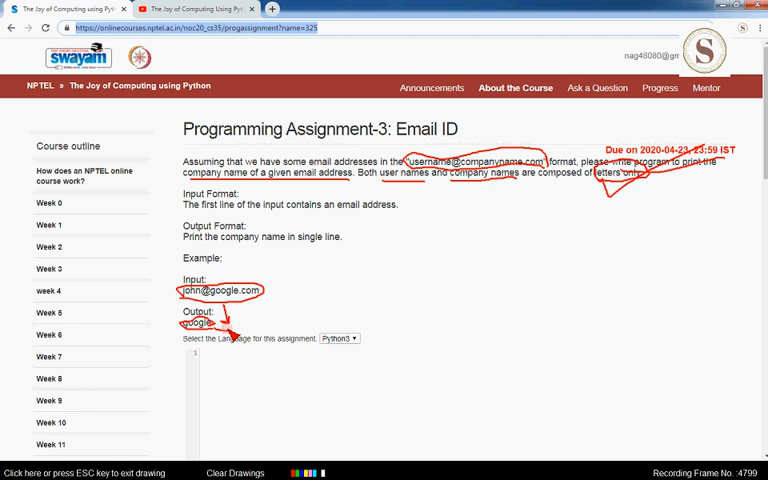 The Joy of Computing using Pyth
The Joy of Computing using Pyt
https://onlinecourses.nptel.ac.in/noc20_cs35/progassignment?name=325
swayam
nag48080@gm
S
NPTEL » The Joy of Computing using Python
Announcements About the Course Ask a Question Progress Mentor
Course outline
How does an NPTEL online course work?
Week 0
Week 1
Week 2
Week 3
week 4
Week 5
Week 6
Week 7
Week 8
Week 9
Week 10
Week 11
Programming Assignment-3: Email ID
Due on 2020-04-23, 23:59 IST
Assuming that we have some email addresses in the "username@companyname.com" format, please write program to print the
company name of a given email address. Both user names and company names are composed of letters only.
Input Format:
The first line of the input contains an email address.
Output Format:
Print the company name in single line.
Example;
Input:
john@google.com
Output:
google
Select the Language for this assignment. Python3
1
Click here or press ESC key to exit drawing
Clear Drawings
Recording Frame No. :4799